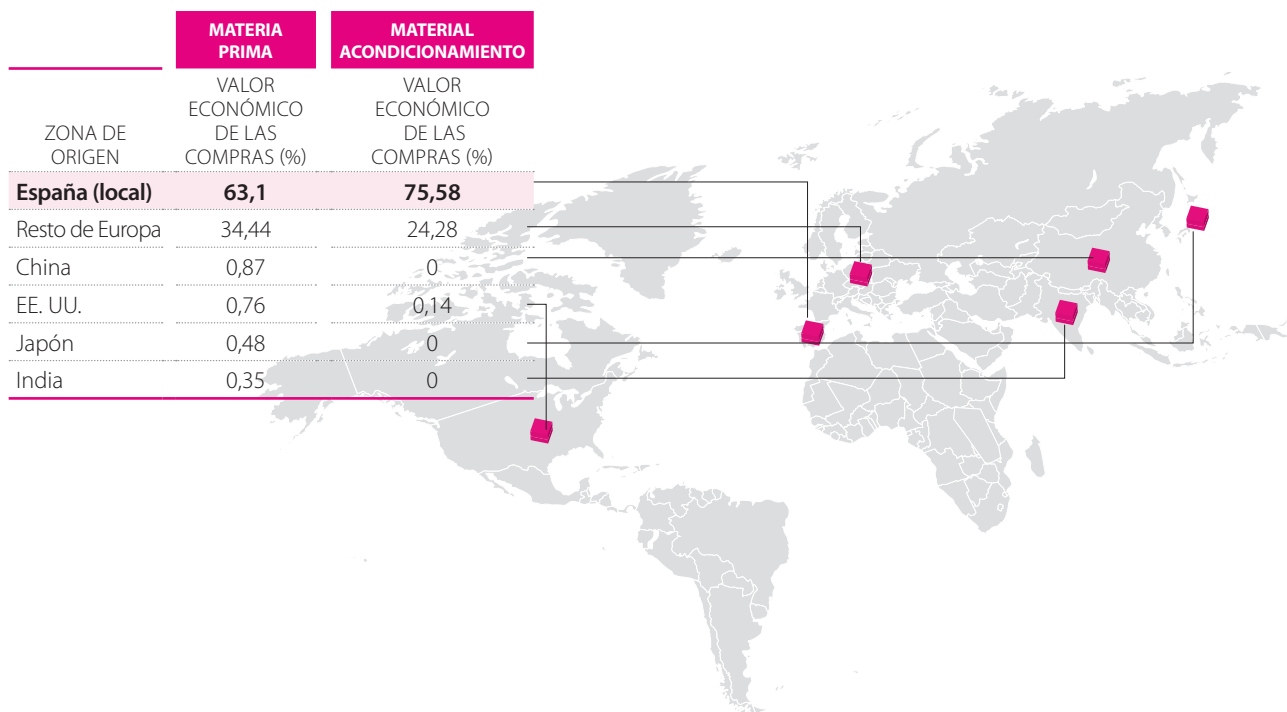 MATERIA
PRIMA
MATERIAL
ACONDICIONAMIENTO
ZONA DE
ORIGEN
VALOR
ECONÓMICO
DE LAS
COMPRAS (%)
VALOR
ECONÓMICO
DE LAS
COMPRAS (%)
España (local) 63,1 75,58
Resto de Europa 34,44 24,28
China 0,87 0
EE. UU. 0,76 0,14
Japón 0,48 0
India 0,35 0